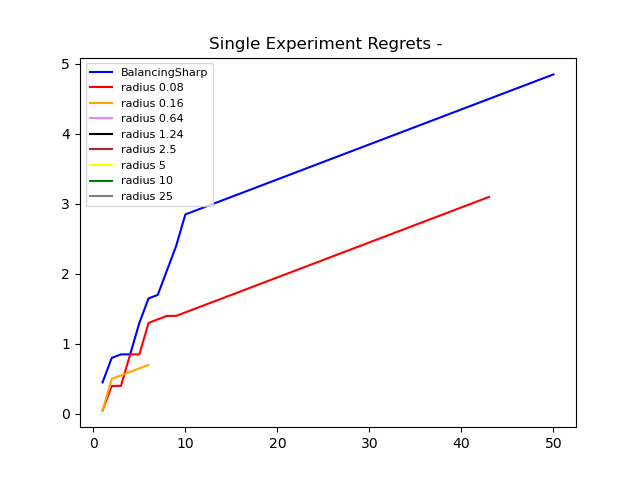 Single Experiment Regrets -
BalancingSharp
radius 0.08
radius 0.16
radius 0.64
radius 1.24
radius 2.5
radius 5
radius 10
radius 25
5
4
3
2
1
0
0 10 20 30 40 50